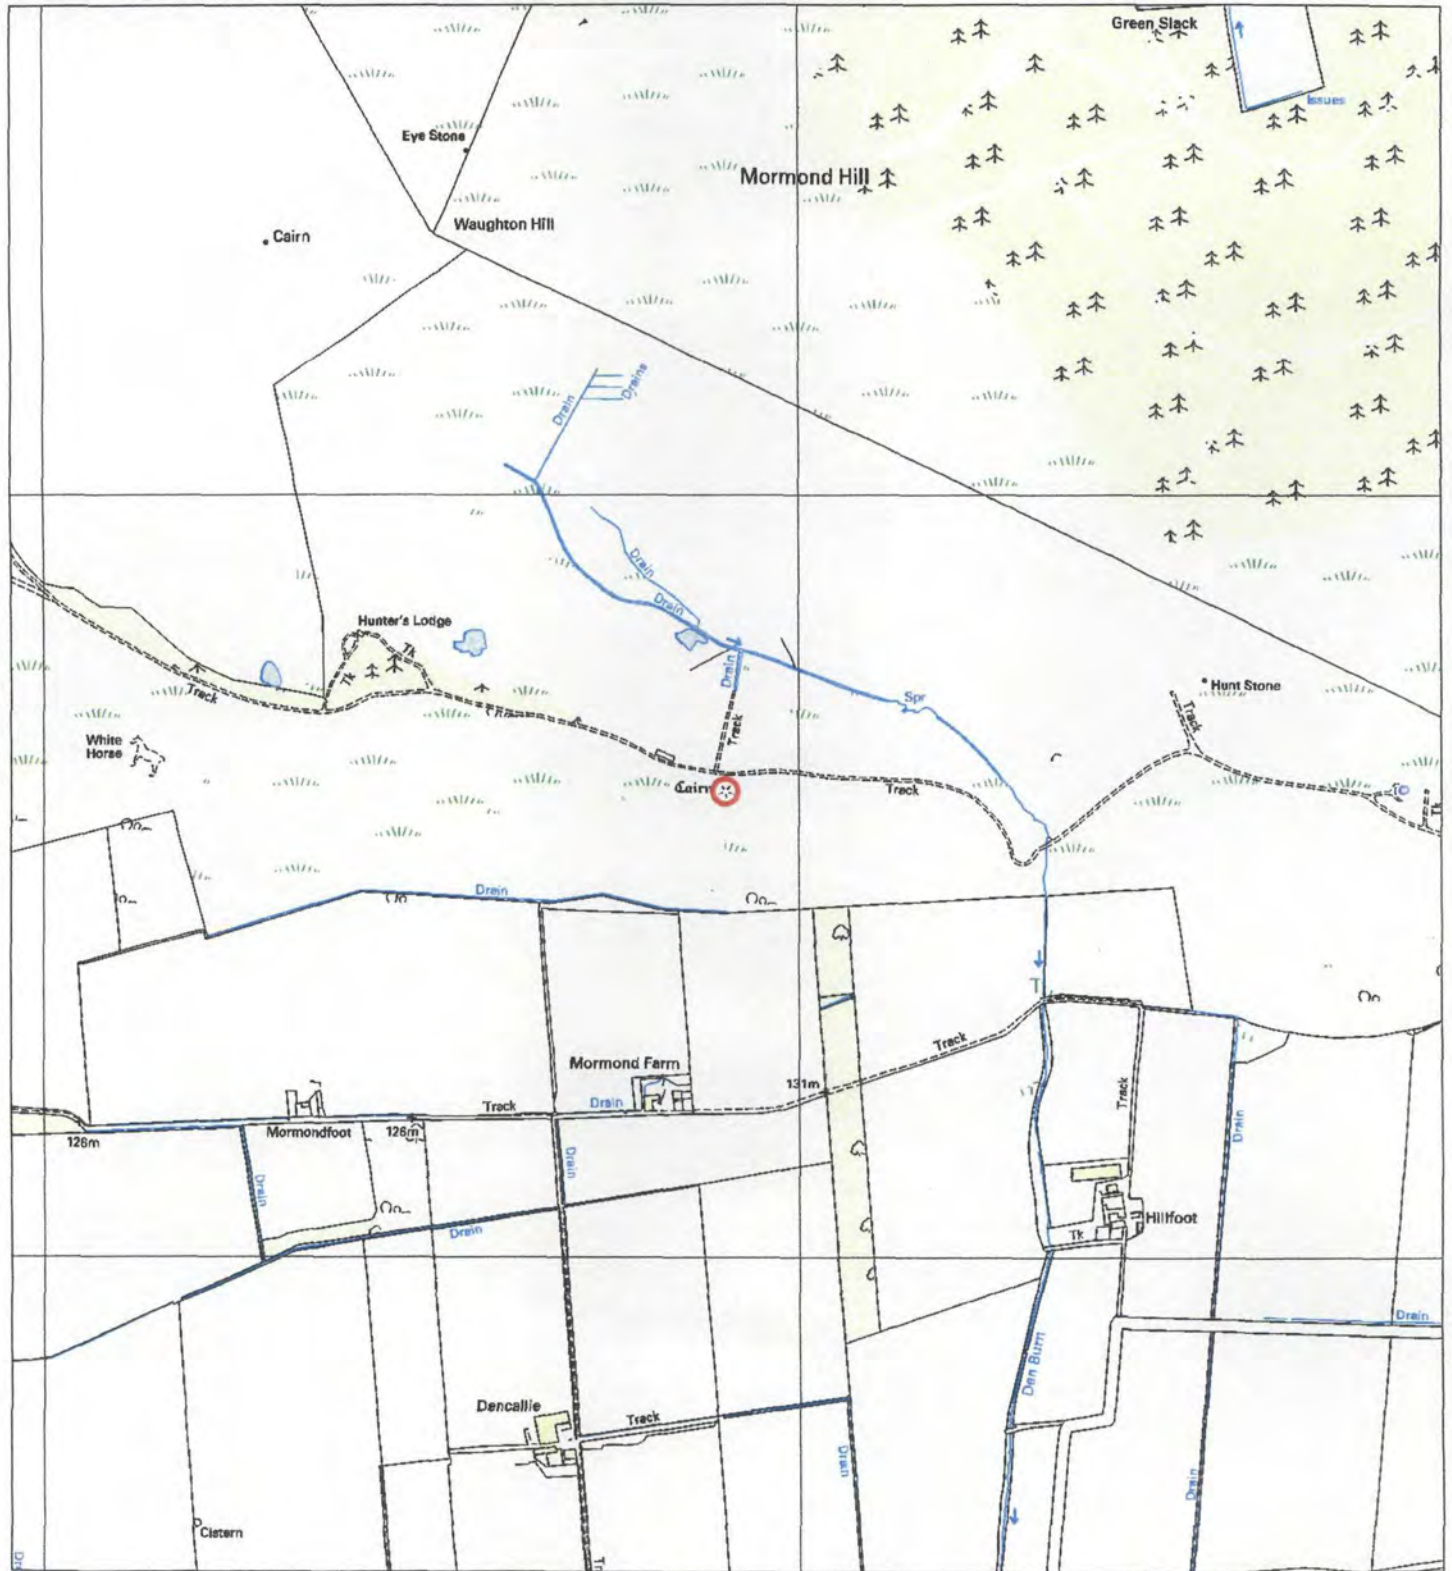 Green Slack
Issues
Eye Stone
Mormond Hill
Waughton Hill
Cairn
Drain
Drains
Drain
Drain
Hunter's Lodge
Tk
Tk
Drain
Track
Spr
Hunt Stone
Track
White
Horse
Track
Cairn
Track
Tk
Drain
T
Track
Mormond Farm
131m
Track
Drain
Track
126m
Mormondfoot
126m
Drain
Drain
Drain
Drain
Hillfoot
Tk
Drain
Den Burn
Dencallie
Track
Drain
Drain
Cistern
Tr